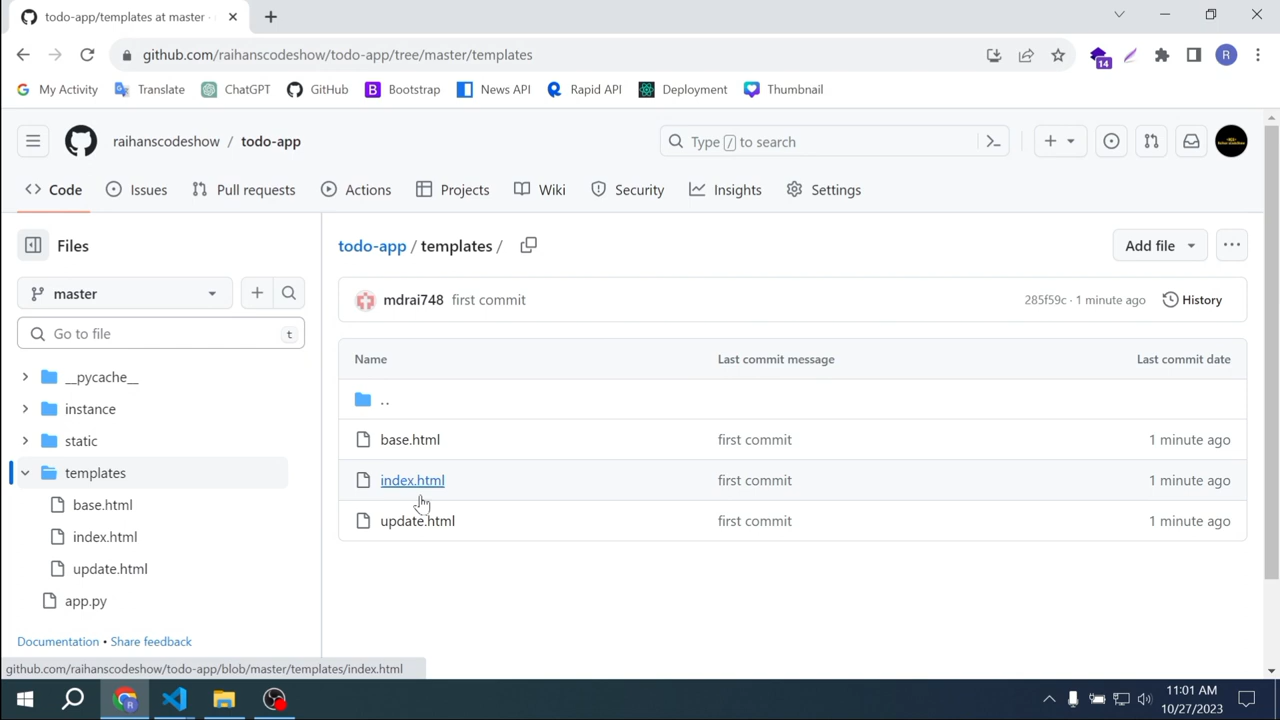 todo-app/templates at master ·
github.com/raihanscodeshow/todo-app/tree/master/templates
14
R
My Activity
Translate
ChatGPT
GitHub
Bootstrap
News API
Rapid API
Deployment
Thumbnail
raihanscodeshow / todo-app
Type / to search
Code
Issues
Pull requests
Actions
Projects
Wiki
Security
Insights
Settings
Files
todo-app / templates /
Add file
master
mdrai748 first commit
285f59c · 1 minute ago
History
Go to file
t
Name Last commit message Last commit date
__pycache__
instance
static
templates
base.html
index.html
update.html
app.py
..
base.html first commit 1 minute ago
index.html first commit 1 minute ago
update.html first commit 1 minute ago
Documentation • Share feedback
github.com/raihanscodeshow/todo-app/blob/master/templates/index.html
R
11:01 AM
10/27/2023